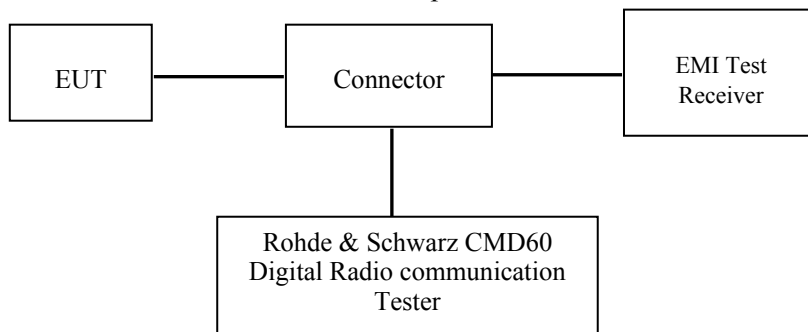 EUT
Connector
EMI Test
Receiver
Rohde & Schwarz CMD60
Digital Radio communication
Tester